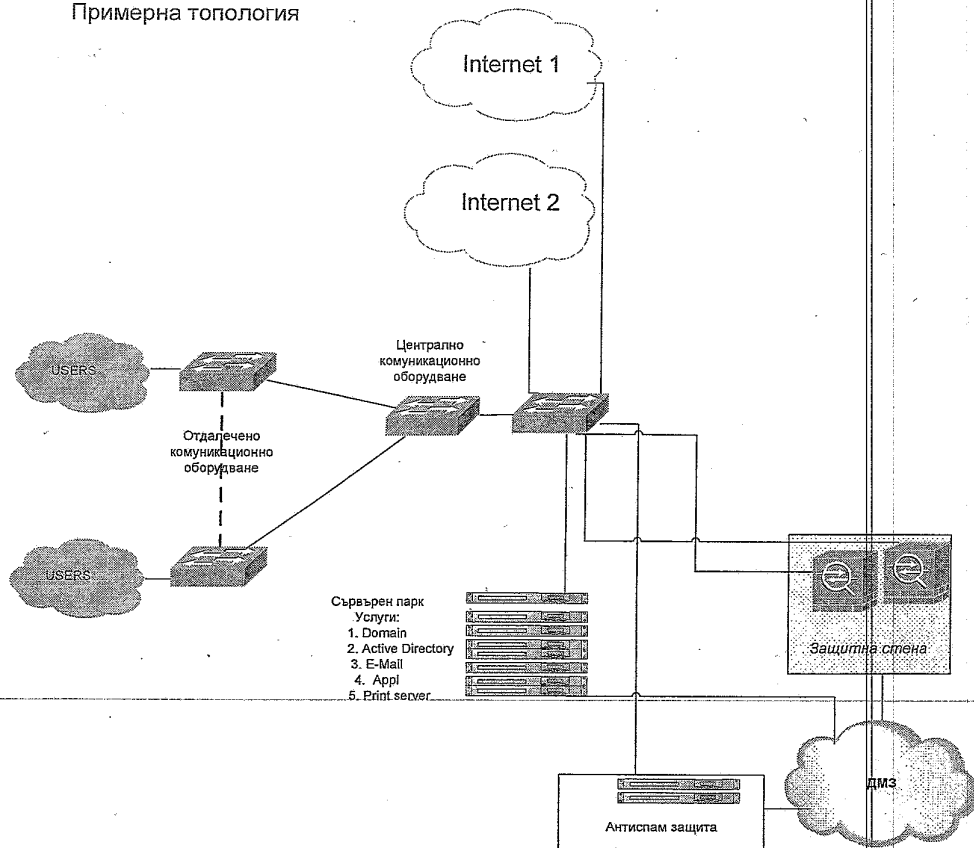 Примерна топология
Internet 1
Internet 2
Централно
комуникационно
оборудване
USERS
Отдалечено
комуникационно
оборудване
USERS
Сървърен парк
Услуги:
1. Domain
2. Active Directory
3. E-Mail
4. Appl
5. Print server
Защитна стена
ДМЗ
Антиспам защита